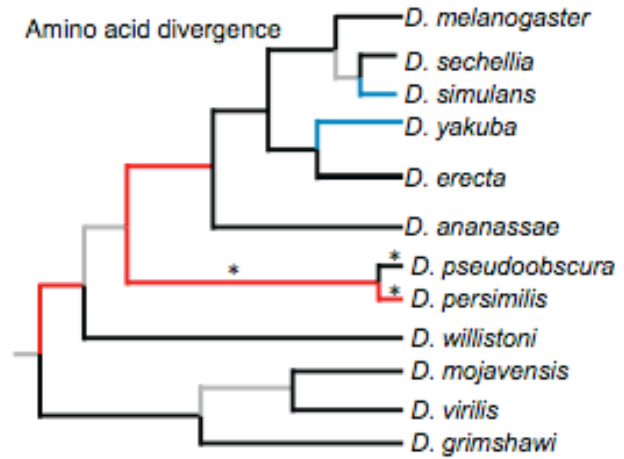 Amino acid divergence
D. melanogaster
D. sechellia
D. simulans
D. yakuba
D. erecta
D. ananassae
*
* D. pseudoobscura
* D. persimilis
D. willistoni
D. mojavensis
D. virilis
D. grimshawi